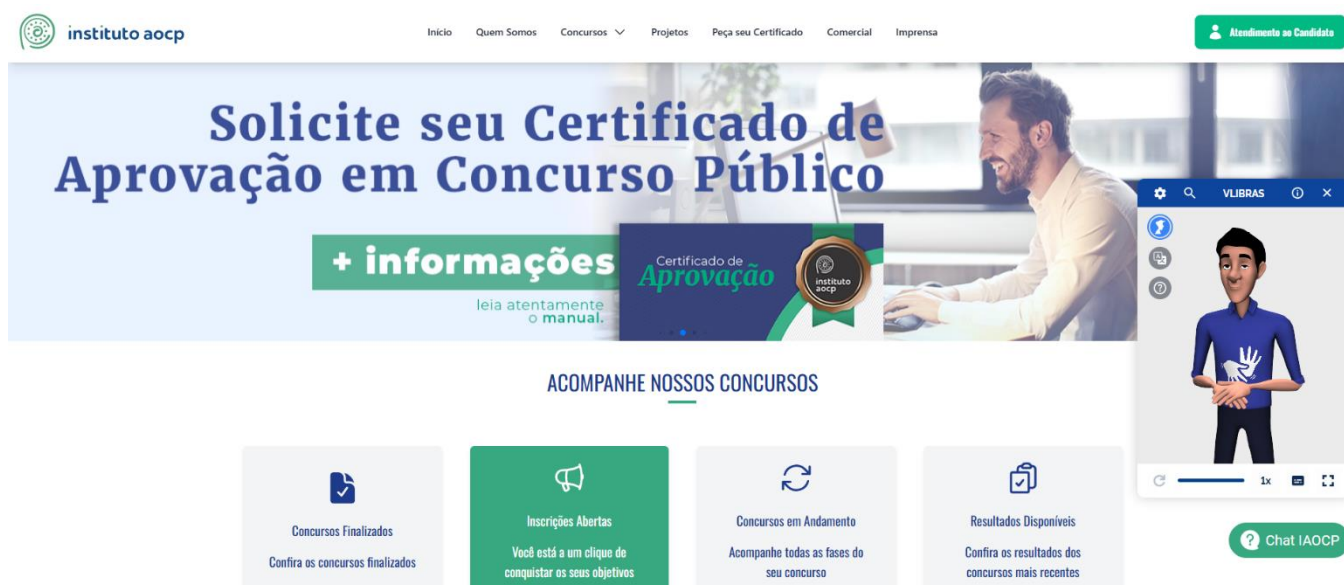 instituto aocp
Início Quem Somos Concursos Projetos Peça seu Certificado Comercial Imprensa
Atendimento ao Candidato
Solicite seu Certificado de
Aprovação em Concurso Público
+ informações
leia atentamente
o manual.
Certificado de
Aprovação
instituto
aocp
VLIBRAS
1x
ACOMPANHE NOSSOS CONCURSOS
Concursos Finalizados
Confira os concursos finalizados
Inscrições Abertas
Você está a um clique de
conquistar os seus objetivos
Concursos em Andamento
Acompanhe todas as fases do
seu concurso
Resultados Disponíveis
Confira os resultados dos
concursos mais recentes
Chat IAOCP